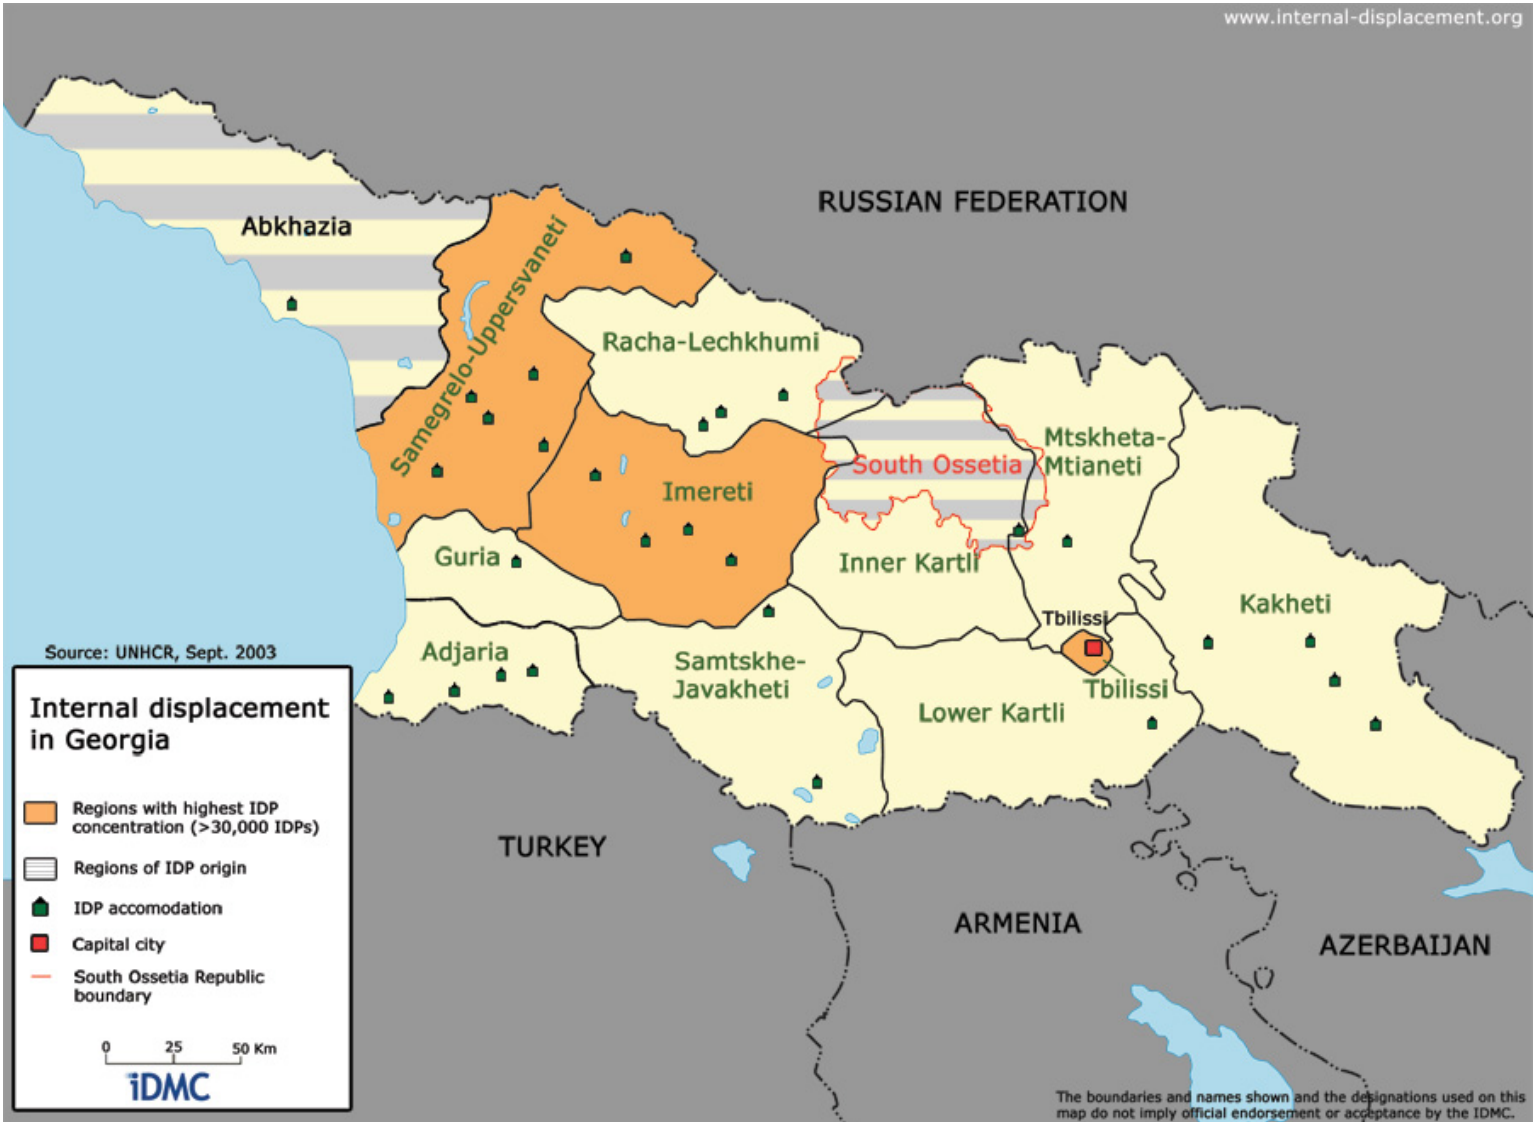 www.internal-displacement.org
RUSSIAN FEDERATION
Abkhazia
Samegrelo-Uppersvaneti
Racha-Lechkhumi
Mtskheta-
Mtianeti
South Ossetia
Imereti
Guria
Inner Kartli
Kakheti
Tbilissi
Adjaria
Samtskhe-
Javakheti
Tbilissi
Lower Kartli
Source: UNHCR, Sept. 2003
Internal displacement
in Georgia
Regions with highest IDP
concentration (>30,000 IDPs)
Regions of IDP origin
IDP accomodation
Capital city
South Ossetia Republic
boundary
0 25 50 Km
iDMC
TURKEY
ARMENIA
AZERBAIJAN
The boundaries and names shown and the designations used on this
map do not imply official endorsement or acceptance by the IDMC.